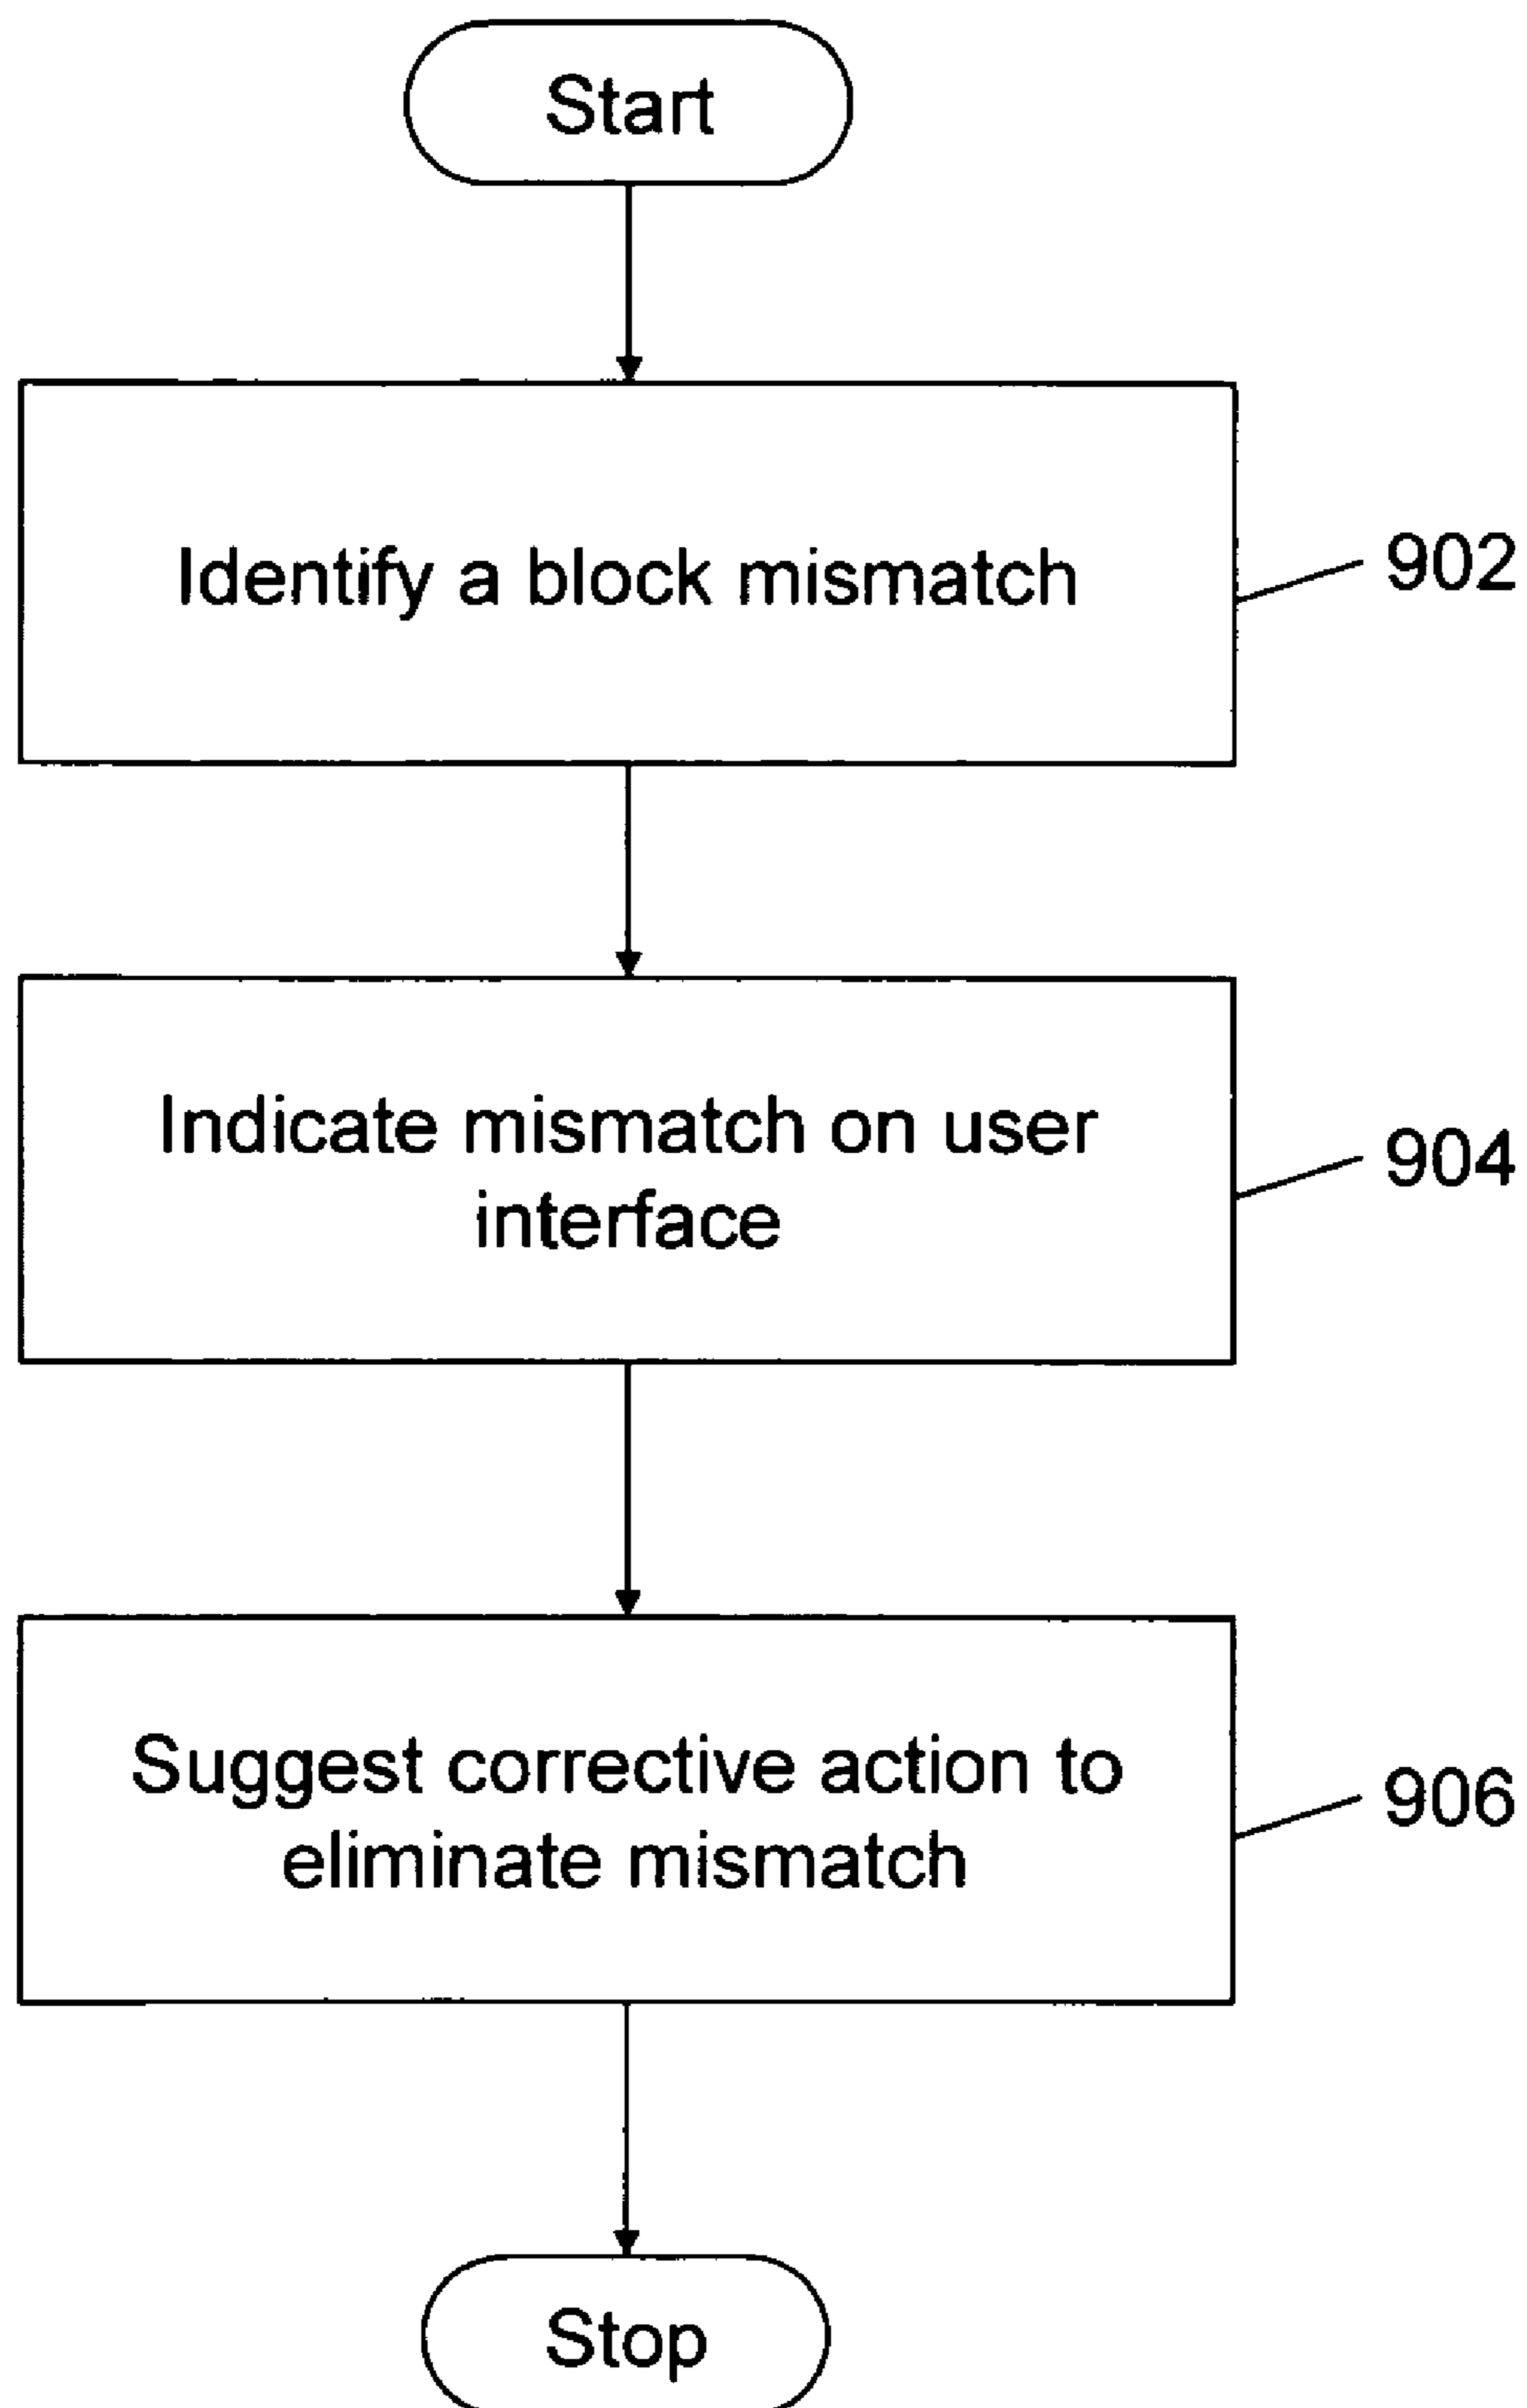 Start
Identify a block mismatch
902
Indicate mismatch on user
interface
904
Suggest corrective action to
eliminate mismatch
906
Stop